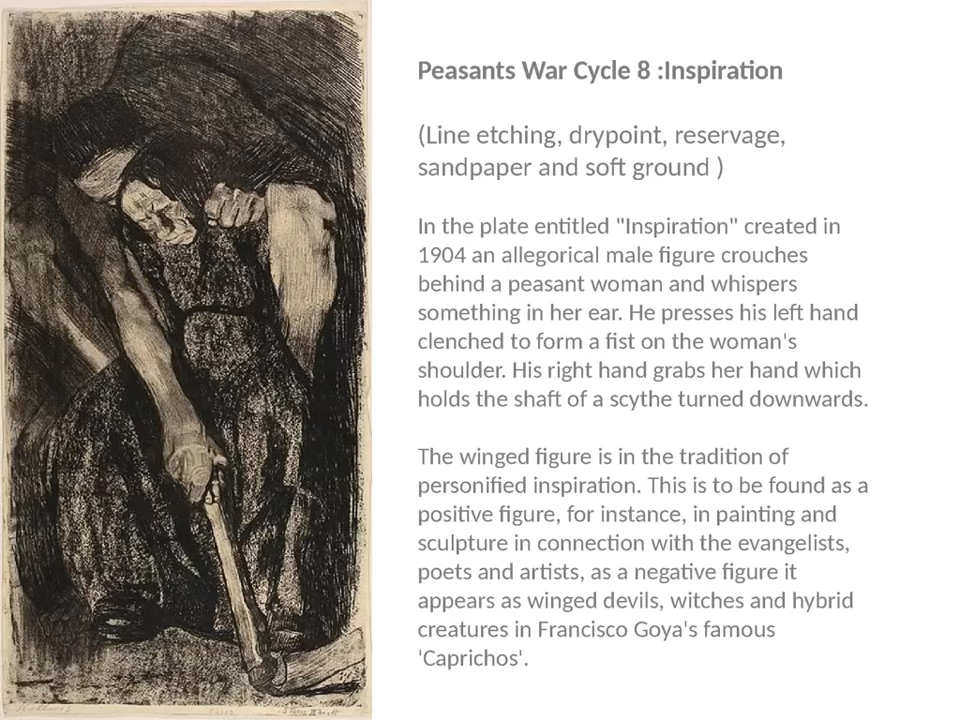 Peasants War Cycle 8 :Inspiration
(Line etching, drypoint, reservage,
sandpaper and soft ground )
In the plate entitled "Inspiration" created in
1904 an allegorical male figure crouches
behind a peasant woman and whispers
something in her ear. He presses his left hand
clenched to form a fist on the woman's
shoulder. His right hand grabs her hand which
holds the shaft of a scythe turned downwards.
The winged figure is in the tradition of
personified inspiration. This is to be found as a
positive figure, for instance, in painting and
sculpture in connection with the evangelists,
poets and artists, as a negative figure it
appears as winged devils, witches and hybrid
creatures in Francisco Goya's famous
'Caprichos'.